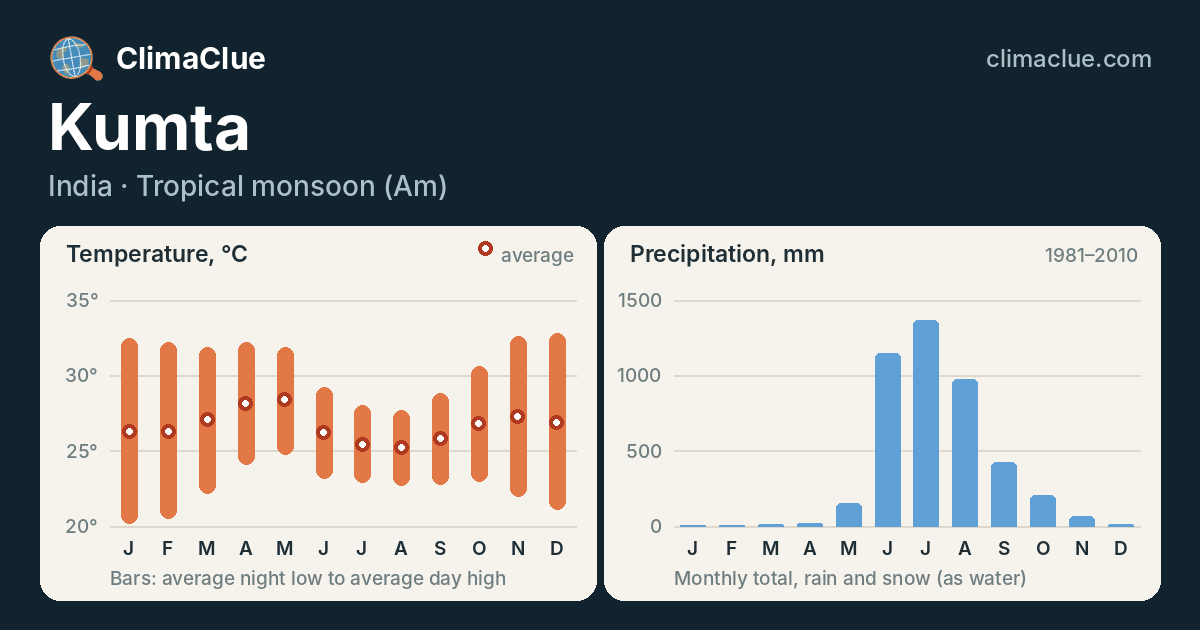 ClimaClue
climaclue.com
Kumta
India · Tropical monsoon (Am)
Temperature, °C
average
35°
30°
25°
20°
J F M A M J J A S O N D
Bars: average night low to average day high
Precipitation, mm
1981–2010
1500
1000
500
0
J F M A M J J A S O N D
Monthly total, rain and snow (as water)